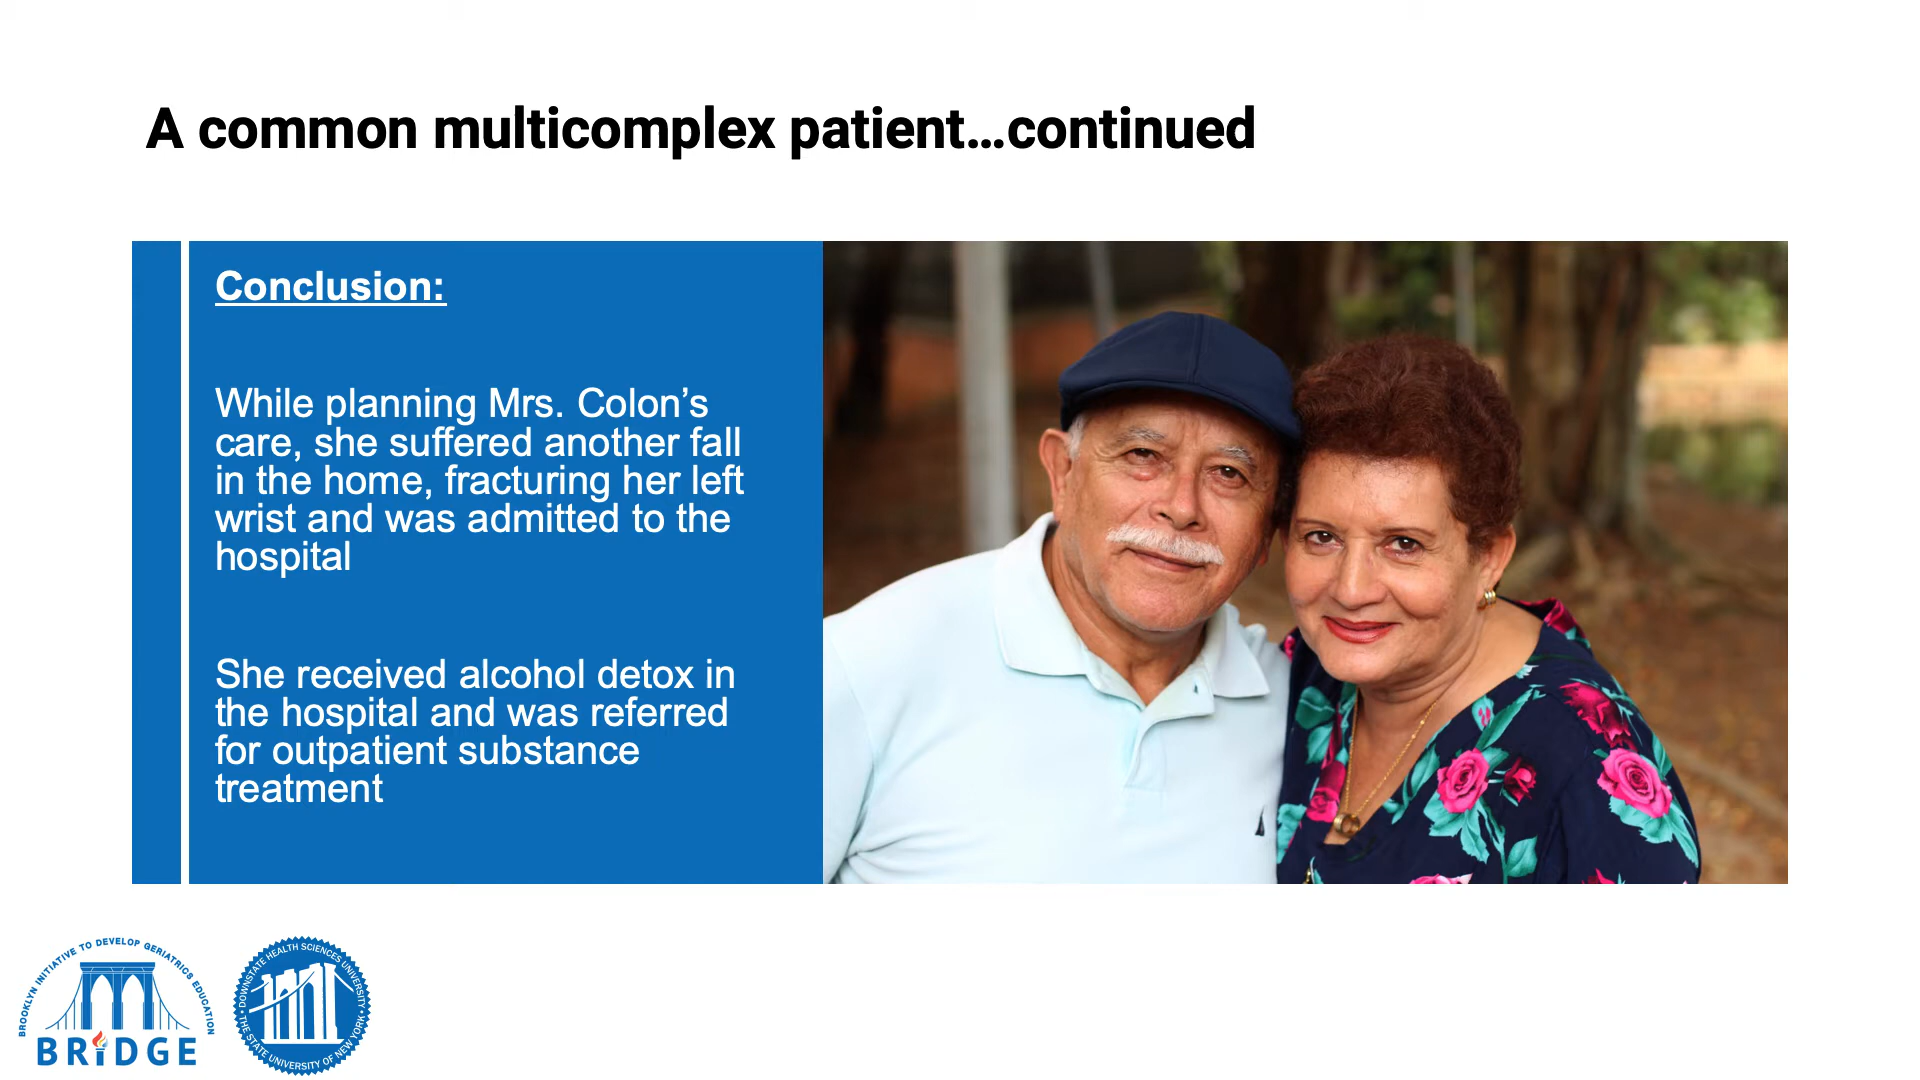 A common multicomplex patient...continued
Conclusion:
While planning Mrs. Colon’s
care, she suffered another fall
in the home, fracturing her left
wrist and was admitted to the
hospital
She received alcohol detox in
the hospital and was referred
for outpatient substance
treatment
BROOKLYN INITIATIVE TO DEVELOP GERIATRICS EDUCATION
BRiDGE
DOWNSTATE HEALTH SCIENCES UNIVERSITY
THE STATE UNIVERSITY OF NEW YORK